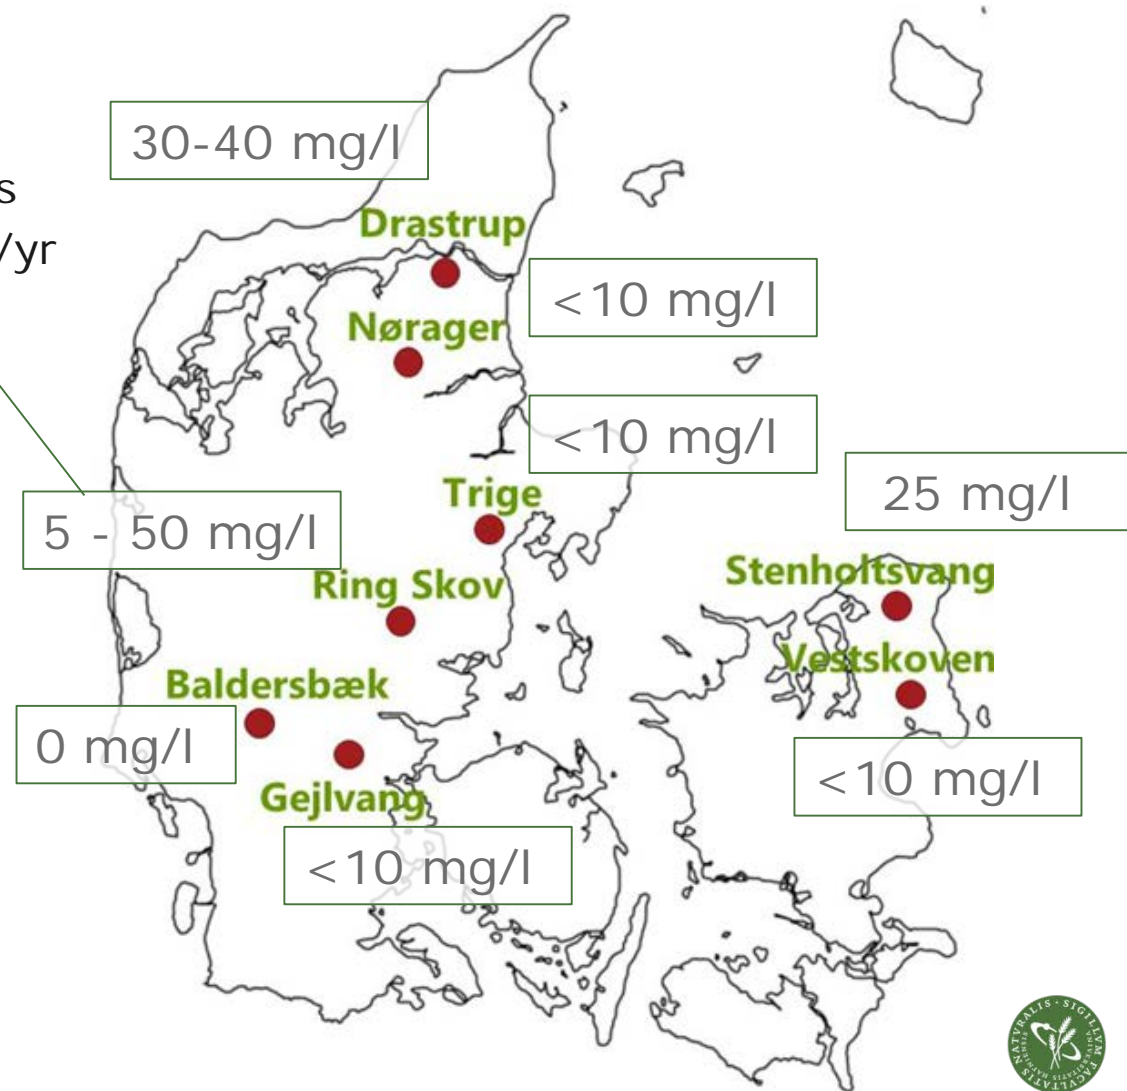 30-40 mg/l
s
/yr
Drastrup
<10 mg/l
Nørager
<10 mg/l
Trige
25 mg/l
5 - 50 mg/l
Stenholtsvang
Ring Skov
Vestskoven
Baldersbæk
0 mg/l
<10 mg/l
Gejlvang
<10 mg/l